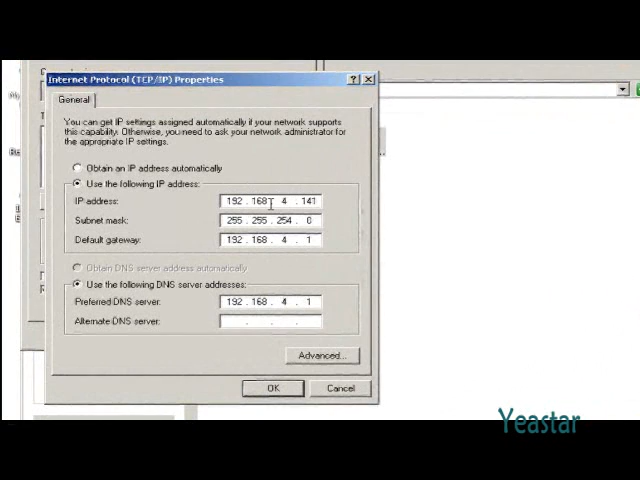 Internet Protocol (TCP/IP) Properties
General
You can get IP settings assigned automatically if your network supports
this capability. Otherwise, you need to ask your network administrator for
the appropriate IP settings.
Obtain an IP address automatically
Use the following IP address:
IP address: 192 . 168 . 4 . 141
Subnet mask: 255 . 255 . 254 . 0
Default gateway: 192 . 168 . 4 . 1
Obtain DNS server address automatically
Use the following DNS server addresses:
Preferred DNS server: 192 . 168 . 4 . 1
Alternate DNS server: . . .
Advanced...
OK Cancel
Yeastar